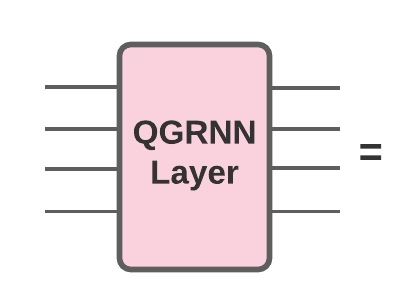 QGRNN
Layer
=